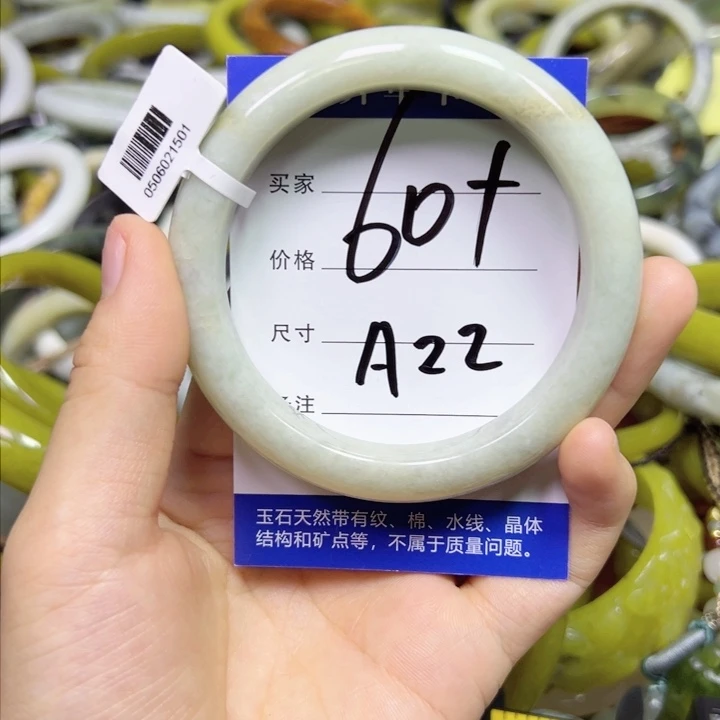 0506021501
买家
60t
价格
尺寸
A22
注
玉石天然带有纹、棉、水线、晶体
结构和矿点等，不属于质量问题。